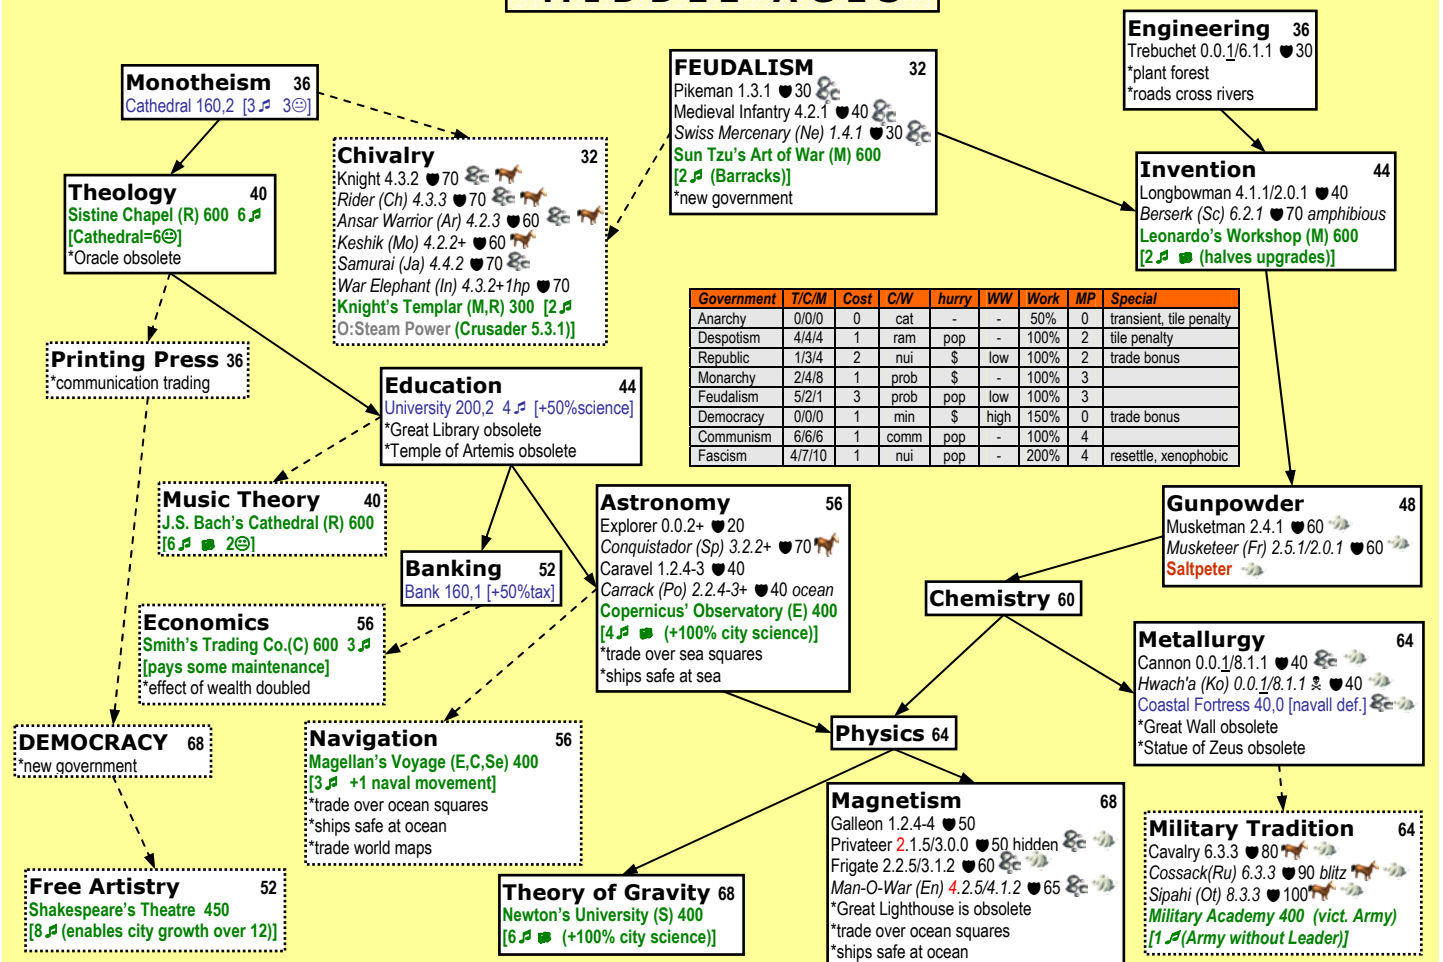 MIDDLE AGES
Engineering 36
Trebuchet 0.0.1/6.1.1 30
*plant forest
*roads cross rivers
Monotheism 36
Cathedral 160,2 [3 3]
FEUDALISM 32
Pikeman 1.3.1 30
Medieval Infantry 4.2.1 40
Swiss Mercenary (Ne) 1.4.1 30
Sun Tzu's Art of War (M) 600
[2 (Barracks)]
*new government
Chivalry 32
Knight 4.3.2 70
Rider (Ch) 4.3.3 70
Ansar Warrior (Ar) 4.2.3 60
Keshik (Mo) 4.2.2+ 60
Samurai (Ja) 4.4.2 70
War Elephant (In) 4.3.2+1hp 70
Knight's Templar (M,R) 300 [2
O:Steam Power (Crusader 5.3.1)]
Invention 44
Longbowman 4.1.1/2.0.1 40
Berserk (Sc) 6.2.1 70 amphibious
Leonardo's Workshop (M) 600
[2 (halves upgrades)]
Theology 40
Sistine Chapel (R) 600 6
[Cathedral=6]
*Oracle obsolete
Government T/C/M Cost C/W hurry WW Work MP Special
Anarchy 0/0/0 0 cat - - 50% 0 transient, tile penalty
Despotism 4/4/4 1 ram pop - 100% 2 tile penalty
Republic 1/3/4 2 nui $ low 100% 2 trade bonus
Monarchy 2/4/8 1 prob $ - 100% 3
Feudalism 5/2/1 3 prob pop low 100% 3
Democracy 0/0/0 1 min $ high 150% 0 trade bonus
Communism 6/6/6 1 comm pop - 100% 4
Fascism 4/7/10 1 nui pop - 200% 4 resettle, xenophobic
Printing Press 36
*communication trading
Education 44
University 200,2 4 [+50%science]
*Great Library obsolete
*Temple of Artemis obsolete
Music Theory 40
J.S. Bach's Cathedral (R) 600
[6 2]
Astronomy 56
Explorer 0.0.2+ 20
Conquistador (Sp) 3.2.2+ 70
Caravel 1.2.4-3 40
Carrack (Po) 2.2.4-3+ 40 ocean
Copernicus' Observatory (E) 400
[4 (+100% city science)]
*trade over sea squares
*ships safe at sea
Gunpowder 48
Musketman 2.4.1 60
Musketeer (Fr) 2.5.1/2.0.1 60
Saltpeter
Banking 52
Bank 160,1 [+50%tax]
Chemistry 60
Economics 56
Smith's Trading Co.(C) 600 3
[pays some maintenance]
*effect of wealth doubled
Metallurgy 64
Cannon 0.0.1/8.1.1 40
Hwach'a (Ko) 0.0.1/8.1.1 40
Coastal Fortress 40,0 [navall def.]
*Great Wall obsolete
*Statue of Zeus obsolete
DEMOCRACY 68
*new government
Navigation 56
Magellan's Voyage (E,C,Se) 400
[3 +1 naval movement]
*trade over ocean squares
*ships safe at ocean
*trade world maps
Physics 64
Magnetism 68
Galleon 1.2.4-4 50
Privateer 2.1.5/3.0.0 50 hidden
Frigate 2.2.5/3.1.2 60
Man-O-War (En) 4.2.5/4.1.2 65
*Great Lighthouse is obsolete
*trade over ocean squares
*ships safe at ocean
Military Tradition 64
Cavalry 6.3.3 80
Cossack(Ru) 6.3.3 90 blitz
Sipahi (Ot) 8.3.3 100
Military Academy 400 (vict. Army)
[1 (Army without Leader)]
Free Artistry 52
Shakespeare's Theatre 450
[8 (enables city growth over 12)]
Theory of Gravity 68
Newton's University (S) 400
[6 (+100% city science)]